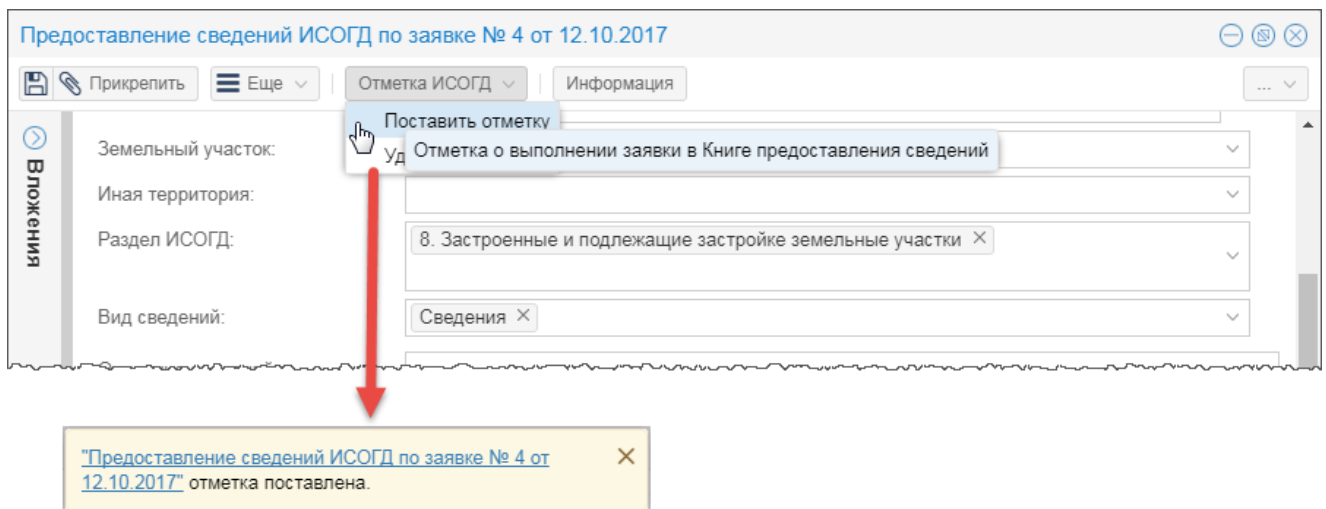 Предоставление сведений ИСОГД по заявке № 4 от 12.10.2017
Прикрепить Еще Отметка ИСОГД Информация ...
Поставить отметку
Отметка о выполнении заявки в Книге предоставления сведений
Вложения
Земельный участок:
Иная территория:
Раздел ИСОГД: 8. Застроенные и подлежащие застройке земельные участки ×
Вид сведений: Сведения ×
"Предоставление сведений ИСОГД по заявке № 4 от
12.10.2017" отметка поставлена.